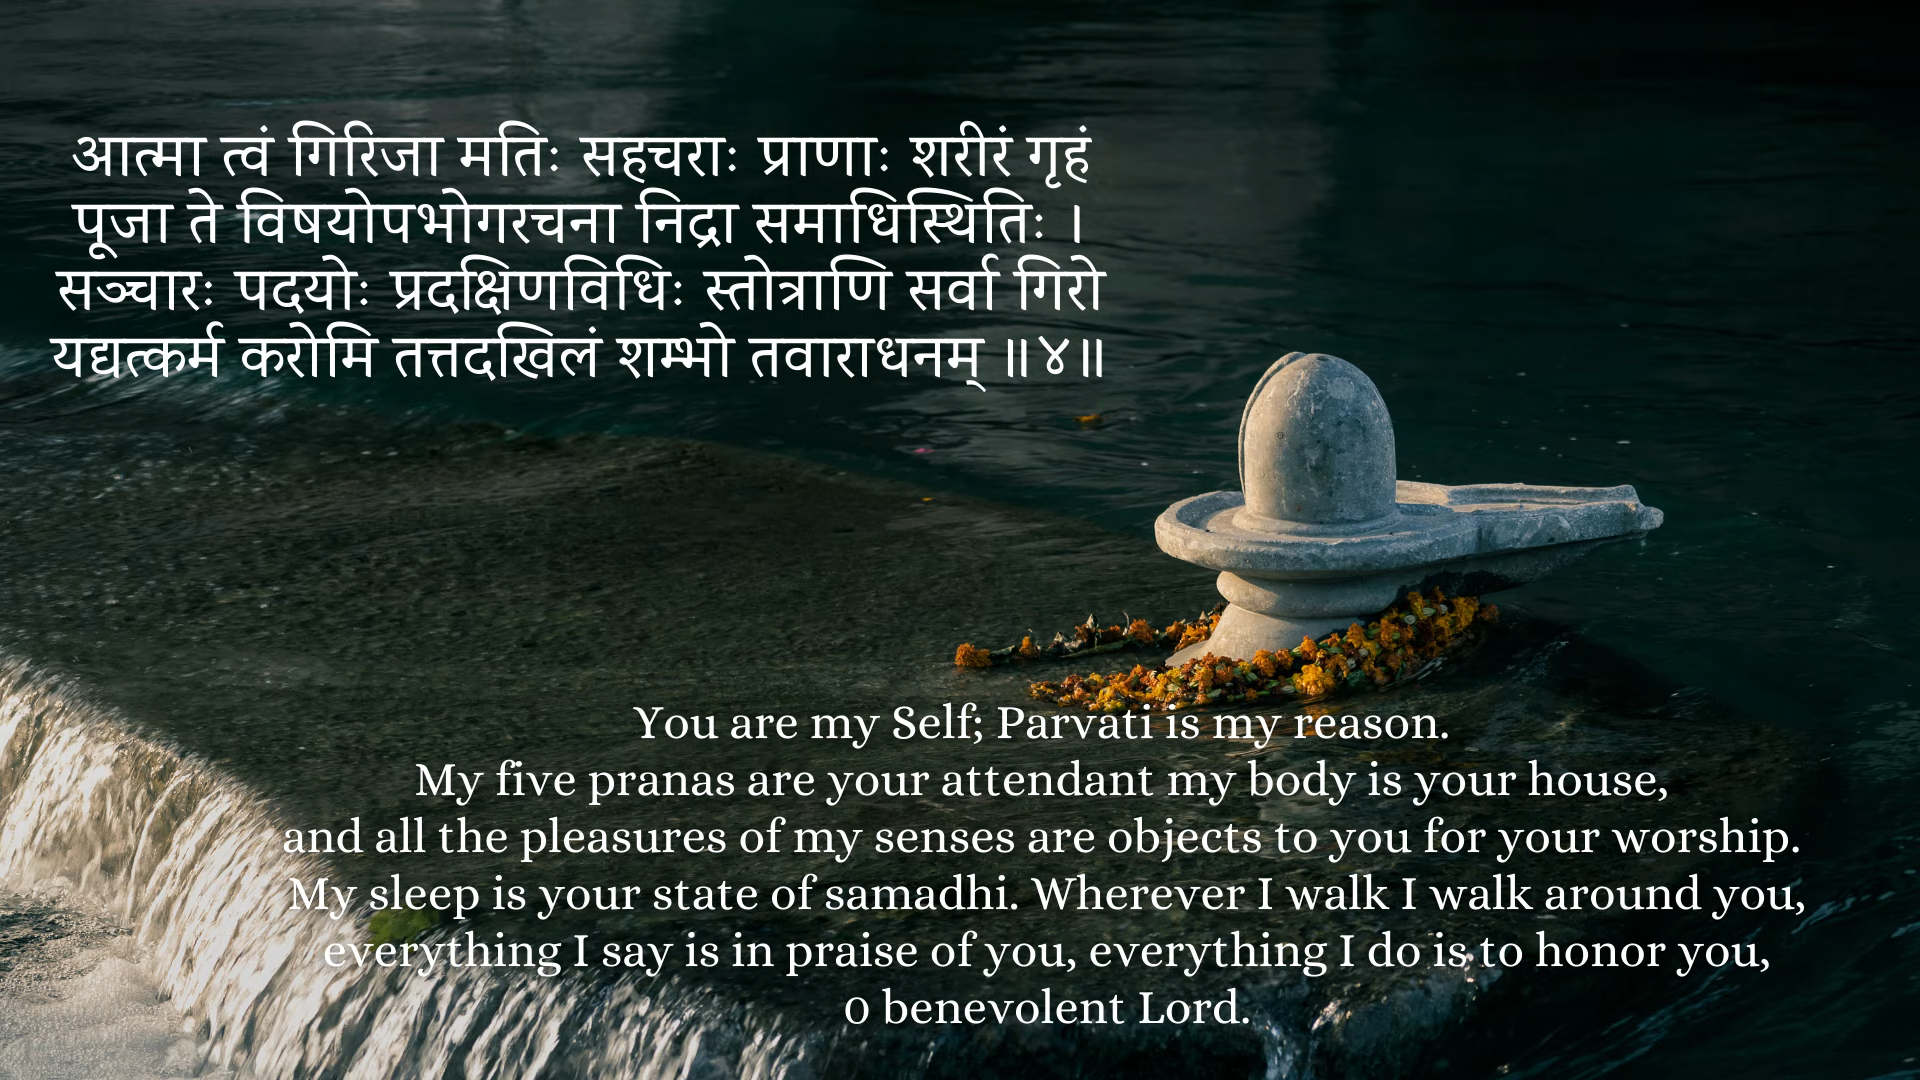 आत्मा त्वं गिरिजा मतिः सहचराः प्राणाः शरीरं गृहं
पूजा ते विषयोपभोगरचना निद्रा समाधिस्थितिः ।
सञ्चारः पदयोः प्रदक्षिणविधिः स्तोत्राणि सर्वा गिरो
यद्यत्कर्म करोमि तत्तदखिलं शम्भो तवाराधनम् ॥४॥
You are my Self; Parvati is my reason.
My five pranas are your attendant my body is your house,
and all the pleasures of my senses are objects to you for your worship.
My sleep is your state of samadhi. Wherever I walk I walk around you,
everything I say is in praise of you, everything I do is to honor you,
0 benevolent Lord.